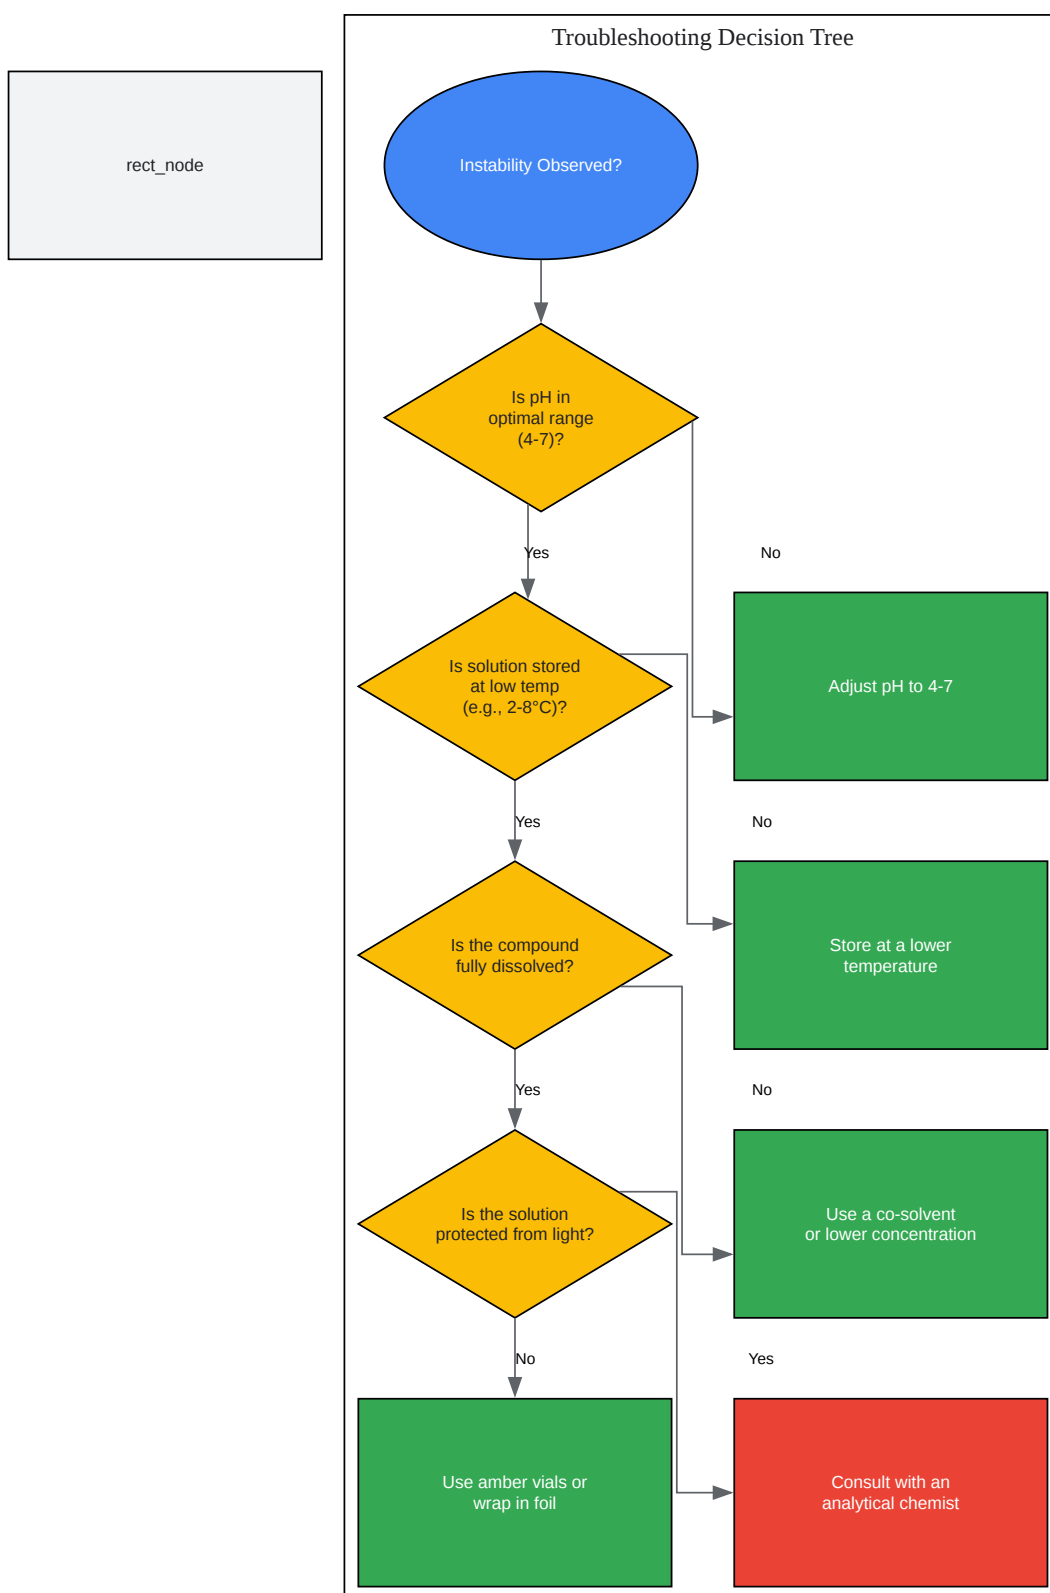 Troubleshooting Decision Tree
rect_node
Instability Observed?
Is pH in
optimal range
(4-7)?
Yes
No
Is solution stored
at low temp
(e.g., 2-8°C)?
Adjust pH to 4-7
Yes
No
Is the compound
fully dissolved?
Store at a lower
temperature
Yes
No
Is the solution
protected from light?
Use a co-solvent
or lower concentration
No
Yes
Use amber vials or
wrap in foil
Consult with an
analytical chemist